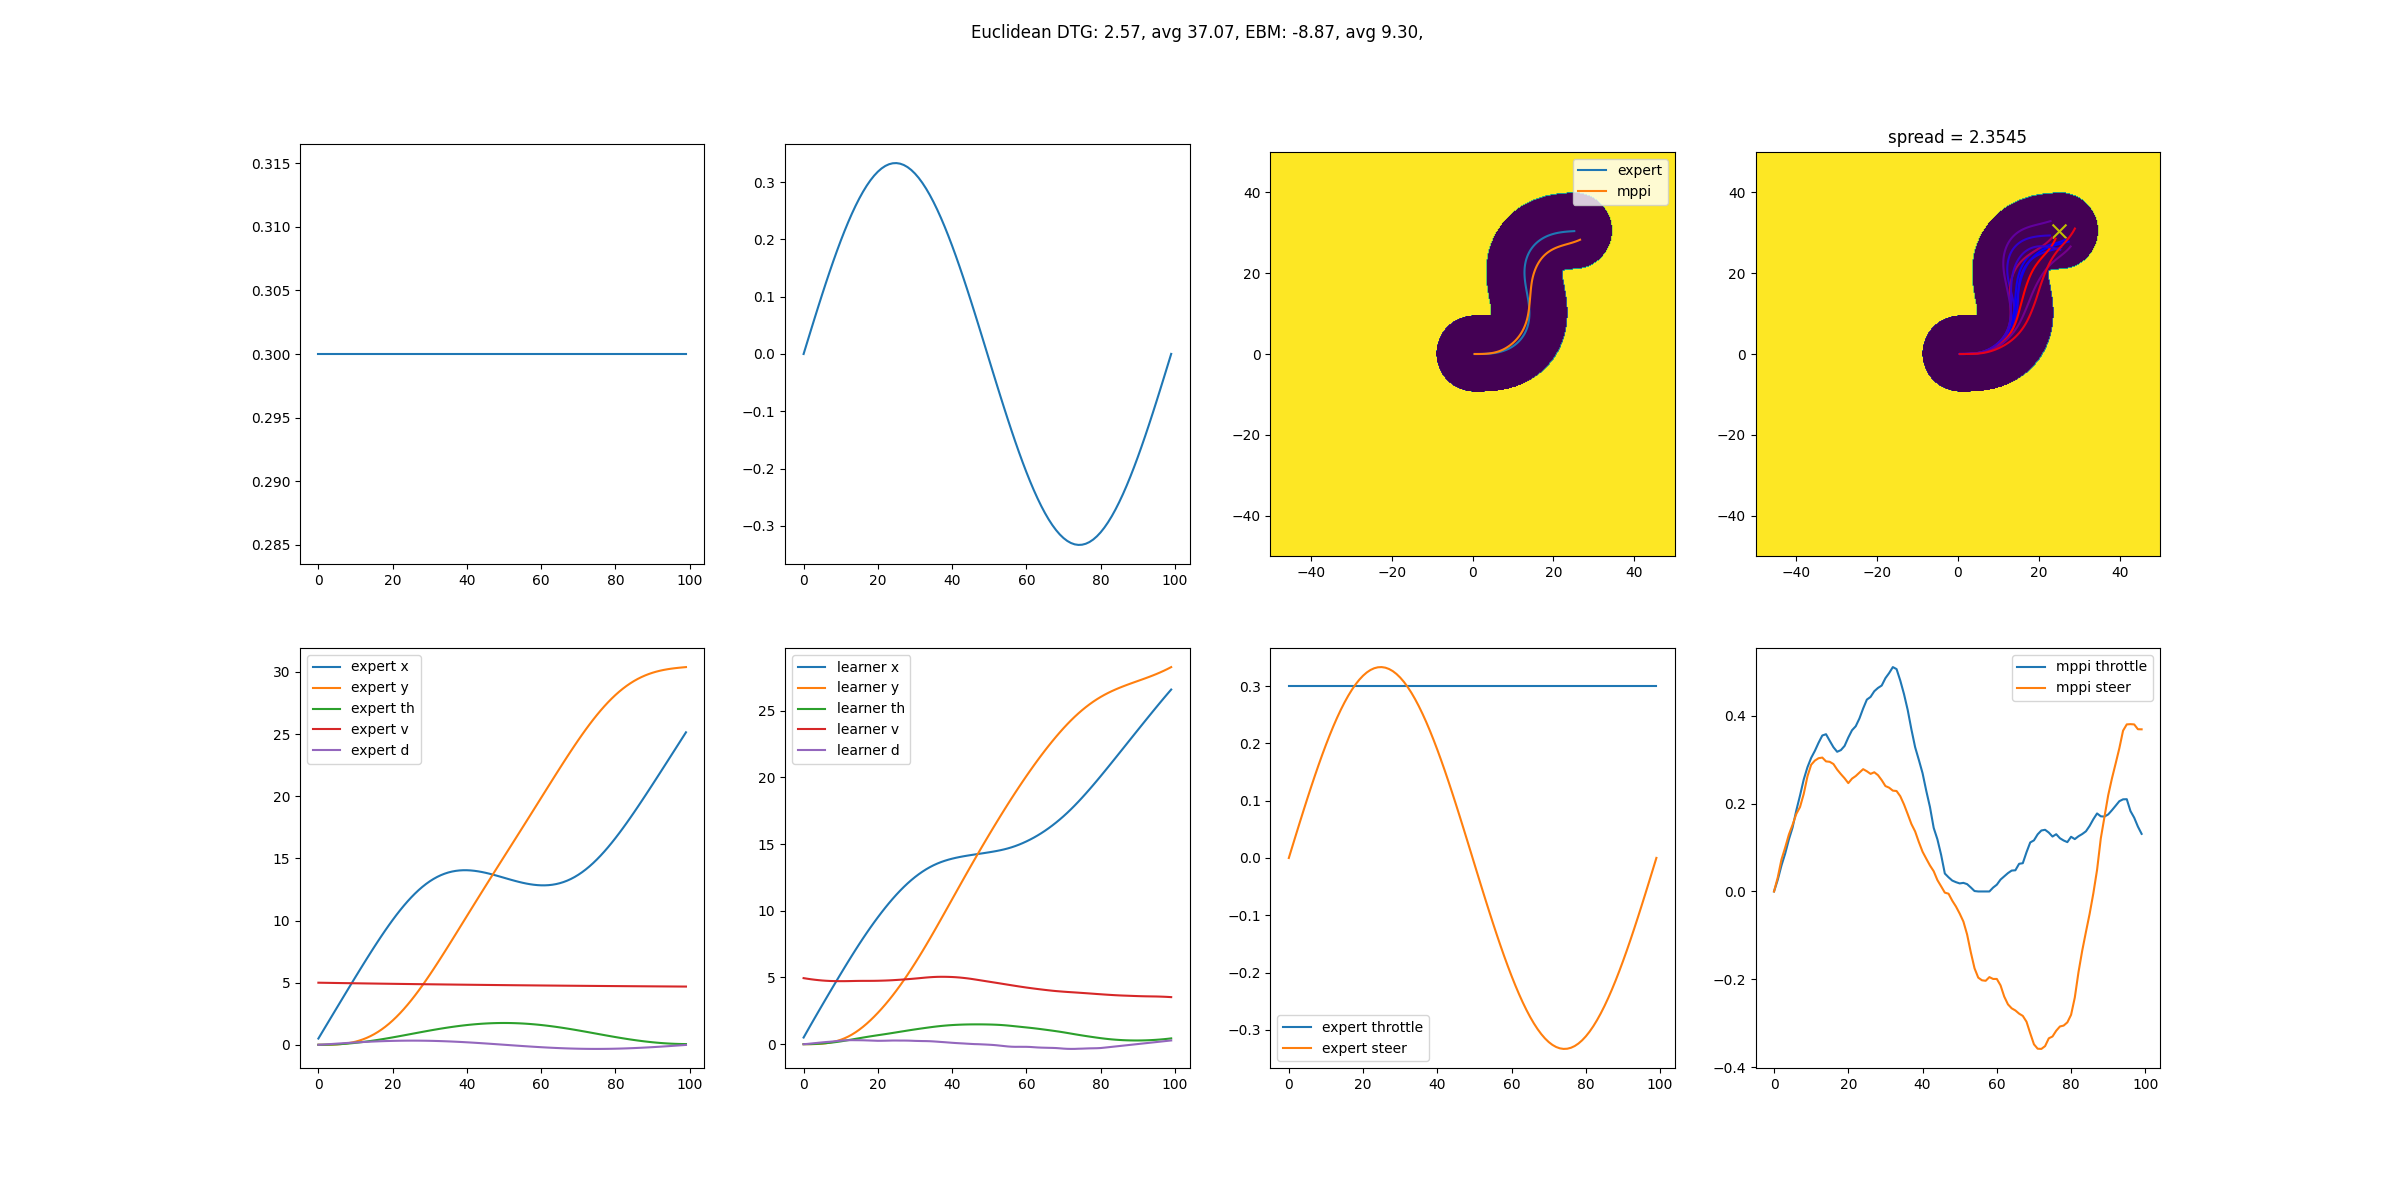 Euclidean DTG: 2.57, avg 37.07, EBM: -8.87, avg 9.30,
0.315
0.310
0.305
0.300
0.295
0.290
0.285
0 20 40 60 80 100
0.3
0.2
0.1
0.0
−0.1
−0.2
−0.3
0 20 40 60 80 100
expert
mppi
40
20
0
−20
−40
−40 −20 0 20 40
spread = 2.3545
40
20
0
−20
−40
−40 −20 0 20 40
expert x
expert y
expert th
expert v
expert d
30
25
20
15
10
5
0
0 20 40 60 80 100
learner x
learner y
learner th
learner v
learner d
25
20
15
10
5
0
0 20 40 60 80 100
0.3
0.2
0.1
0.0
−0.1
−0.2
−0.3
expert throttle
expert steer
0 20 40 60 80 100
mppi throttle
mppi steer
0.4
0.2
0.0
−0.2
−0.4
0 20 40 60 80 100